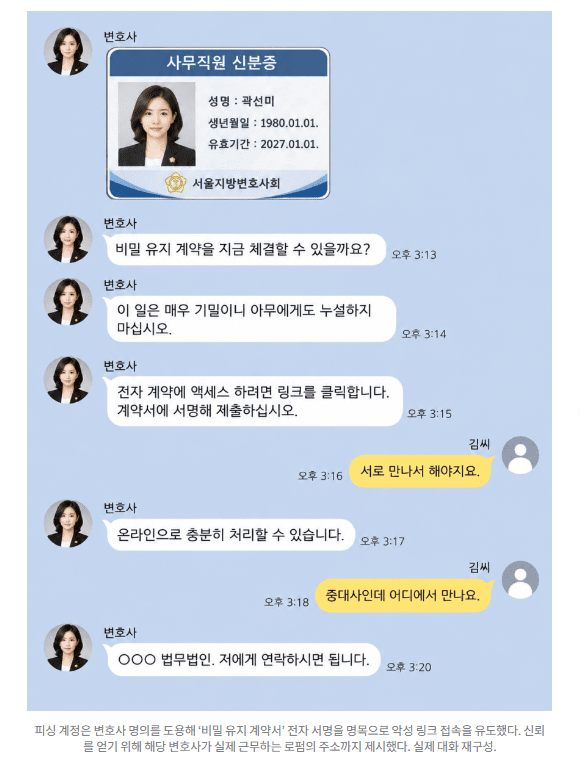 변호사
사무직원 신분증
성명 : 곽선미
생년월일 : 1980.01.01.
유효기간 : 2027.01.01.
서울지방변호사회
변호사
비밀 유지 계약을 지금 체결할 수 있을까요?
오후 3:13
변호사
이 일은 매우 기밀이니 아무에게도 누설하지
마십시오.
오후 3:14
변호사
전자 계약에 액세스 하려면 링크를 클릭합니다.
계약서에 서명해 제출하십시오.
오후 3:15
김씨
서로 만나서 해야지요.
오후 3:16
변호사
온라인으로 충분히 처리할 수 있습니다.
오후 3:17
김씨
중대사인데 어디에서 만나요.
오후 3:18
변호사
○○○ 법무법인. 저에게 연락하시면 됩니다.
오후 3:20
피싱 계정은 변호사 명의를 도용해 ‘비밀 유지 계약서’ 전자 서명을 명목으로 악성 링크 접속을 유도했다. 신뢰
를 얻기 위해 해당 변호사가 실제 근무하는 로펌의 주소까지 제시했다. 실제 대화 재구성.